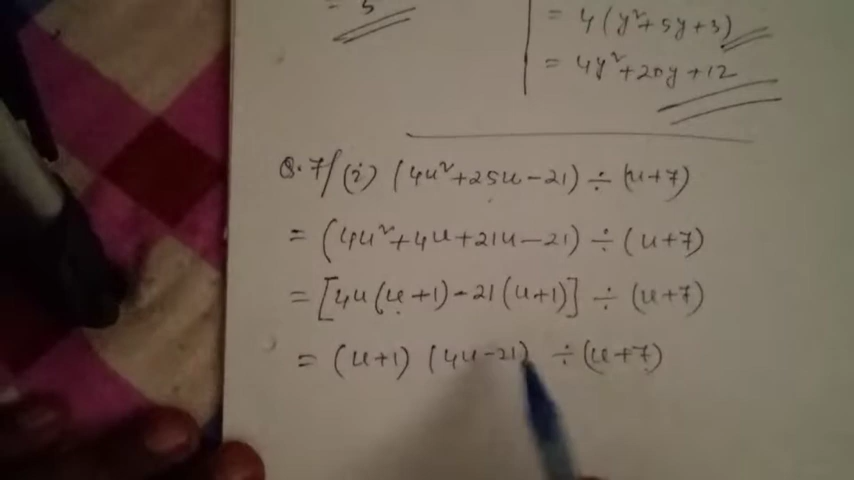 = 5
= 4(y²+5y+3)
= 4y²+20y+12
Q.7/(i) (4u²+25u-21) ÷ (u+7)
= (4u²+4u+21u-21) ÷ (u+7)
= [4u(u+1)-21(u+1)] ÷ (u+7)
= (u+1) (4u-21) ÷ (u+7)